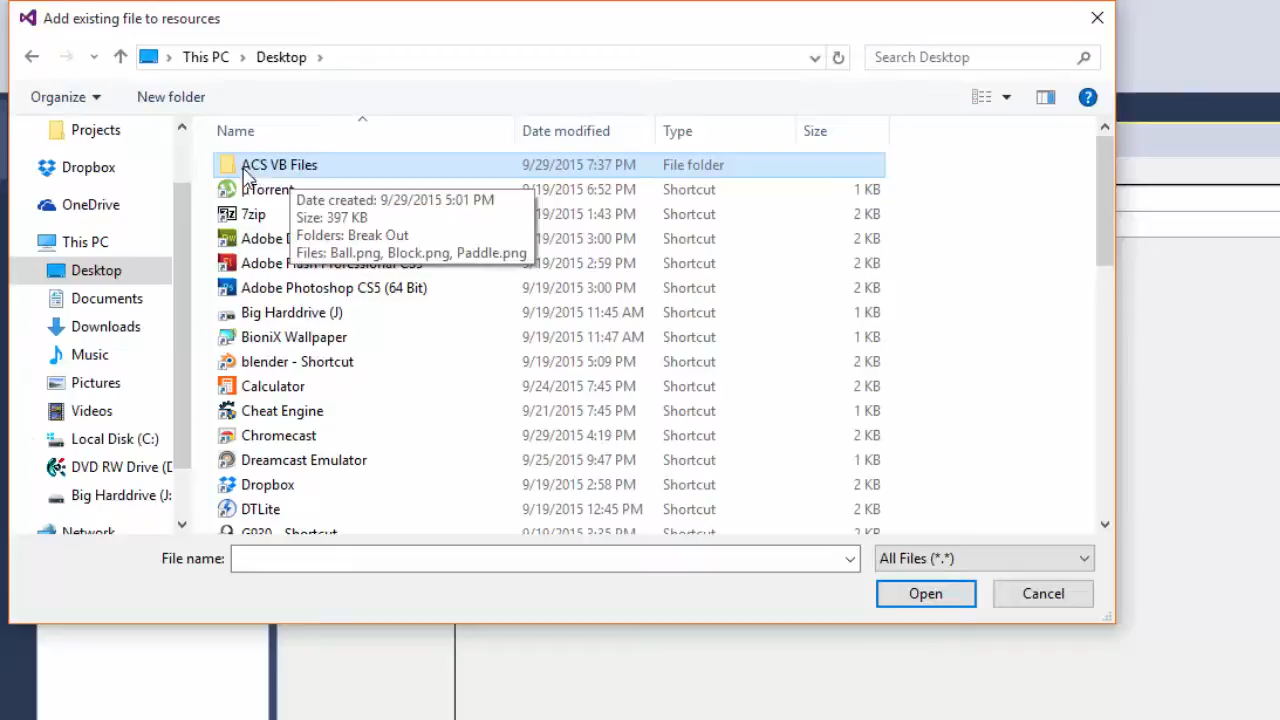 Add existing file to resources
This PC
Desktop
Search Desktop
Organize
New folder
Name
Date modified
Type
Size
Projects
Dropbox
OneDrive
This PC
Desktop
Documents
Downloads
Music
Pictures
Videos
Local Disk (C:)
DVD RW Drive (D
Big Harddrive (J:
Network
ACS VB Files 9/29/2015 7:37 PM File folder
µTorrent 9/19/2015 6:52 PM Shortcut 1 KB
7zip /19/2015 1:43 PM Shortcut 2 KB
Adobe D /19/2015 3:00 PM Shortcut 2 KB
Adobe Flash Professional CS5 /19/2015 2:59 PM Shortcut 2 KB
Adobe Photoshop CS5 (64 Bit) 9/19/2015 3:00 PM Shortcut 2 KB
Big Harddrive (J) 9/19/2015 11:45 AM Shortcut 1 KB
BioniX Wallpaper 9/19/2015 11:47 AM Shortcut 1 KB
blender - Shortcut 9/19/2015 5:09 PM Shortcut 2 KB
Calculator 9/24/2015 7:45 PM Shortcut 2 KB
Cheat Engine 9/21/2015 7:45 PM Shortcut 1 KB
Chromecast 9/29/2015 4:19 PM Shortcut 2 KB
Dreamcast Emulator 9/25/2015 9:47 PM Shortcut 1 KB
Dropbox 9/19/2015 2:58 PM Shortcut 2 KB
DTLite 9/19/2015 12:45 PM Shortcut 2 KB
G930 - Shortcut 9/19/2015 3:35 PM Shortcut 2 KB
Date created: 9/29/2015 5:01 PM
Size: 397 KB
Folders: Break Out
Files: Ball.png, Block.png, Paddle.png
File name:
All Files (*.*)
Open
Cancel